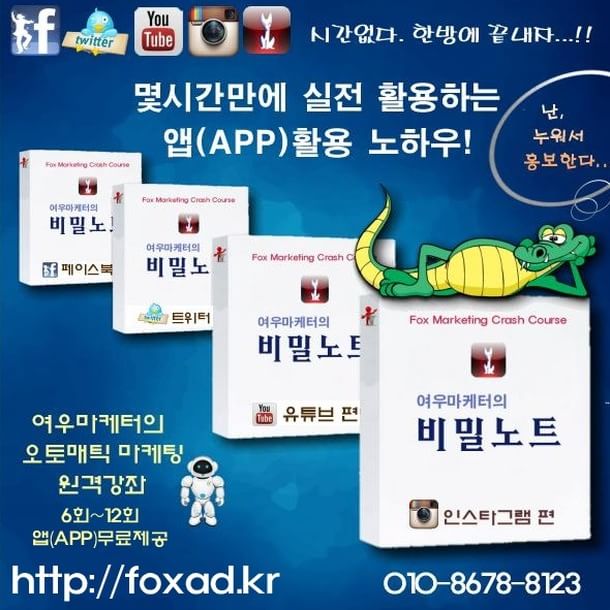 f
twitter
You
Tube
시간없다. 한방에 끝내자...!!
몇시간만에 실전 활용하는
앱(APP)활용 노하우!
난,
누워서
홍보한다..
Fox Marketing Crash Course
여우마케터의
비밀노트
f 페이스북
Fox Marketing Crash Course
여우마케터의
비밀노
twitter 트위터
Fox Marketing Crash C
여우마케터의
비밀노트
You
Tube 유튜브 편
Fox Marketing Crash Course
여우마케터의
비밀노트
인스타그램 편
여우마케터의
오토매틱 마케팅
원격강좌
6회~12회
앱(APP)무료제공
http://foxad.kr
010-8678-8123